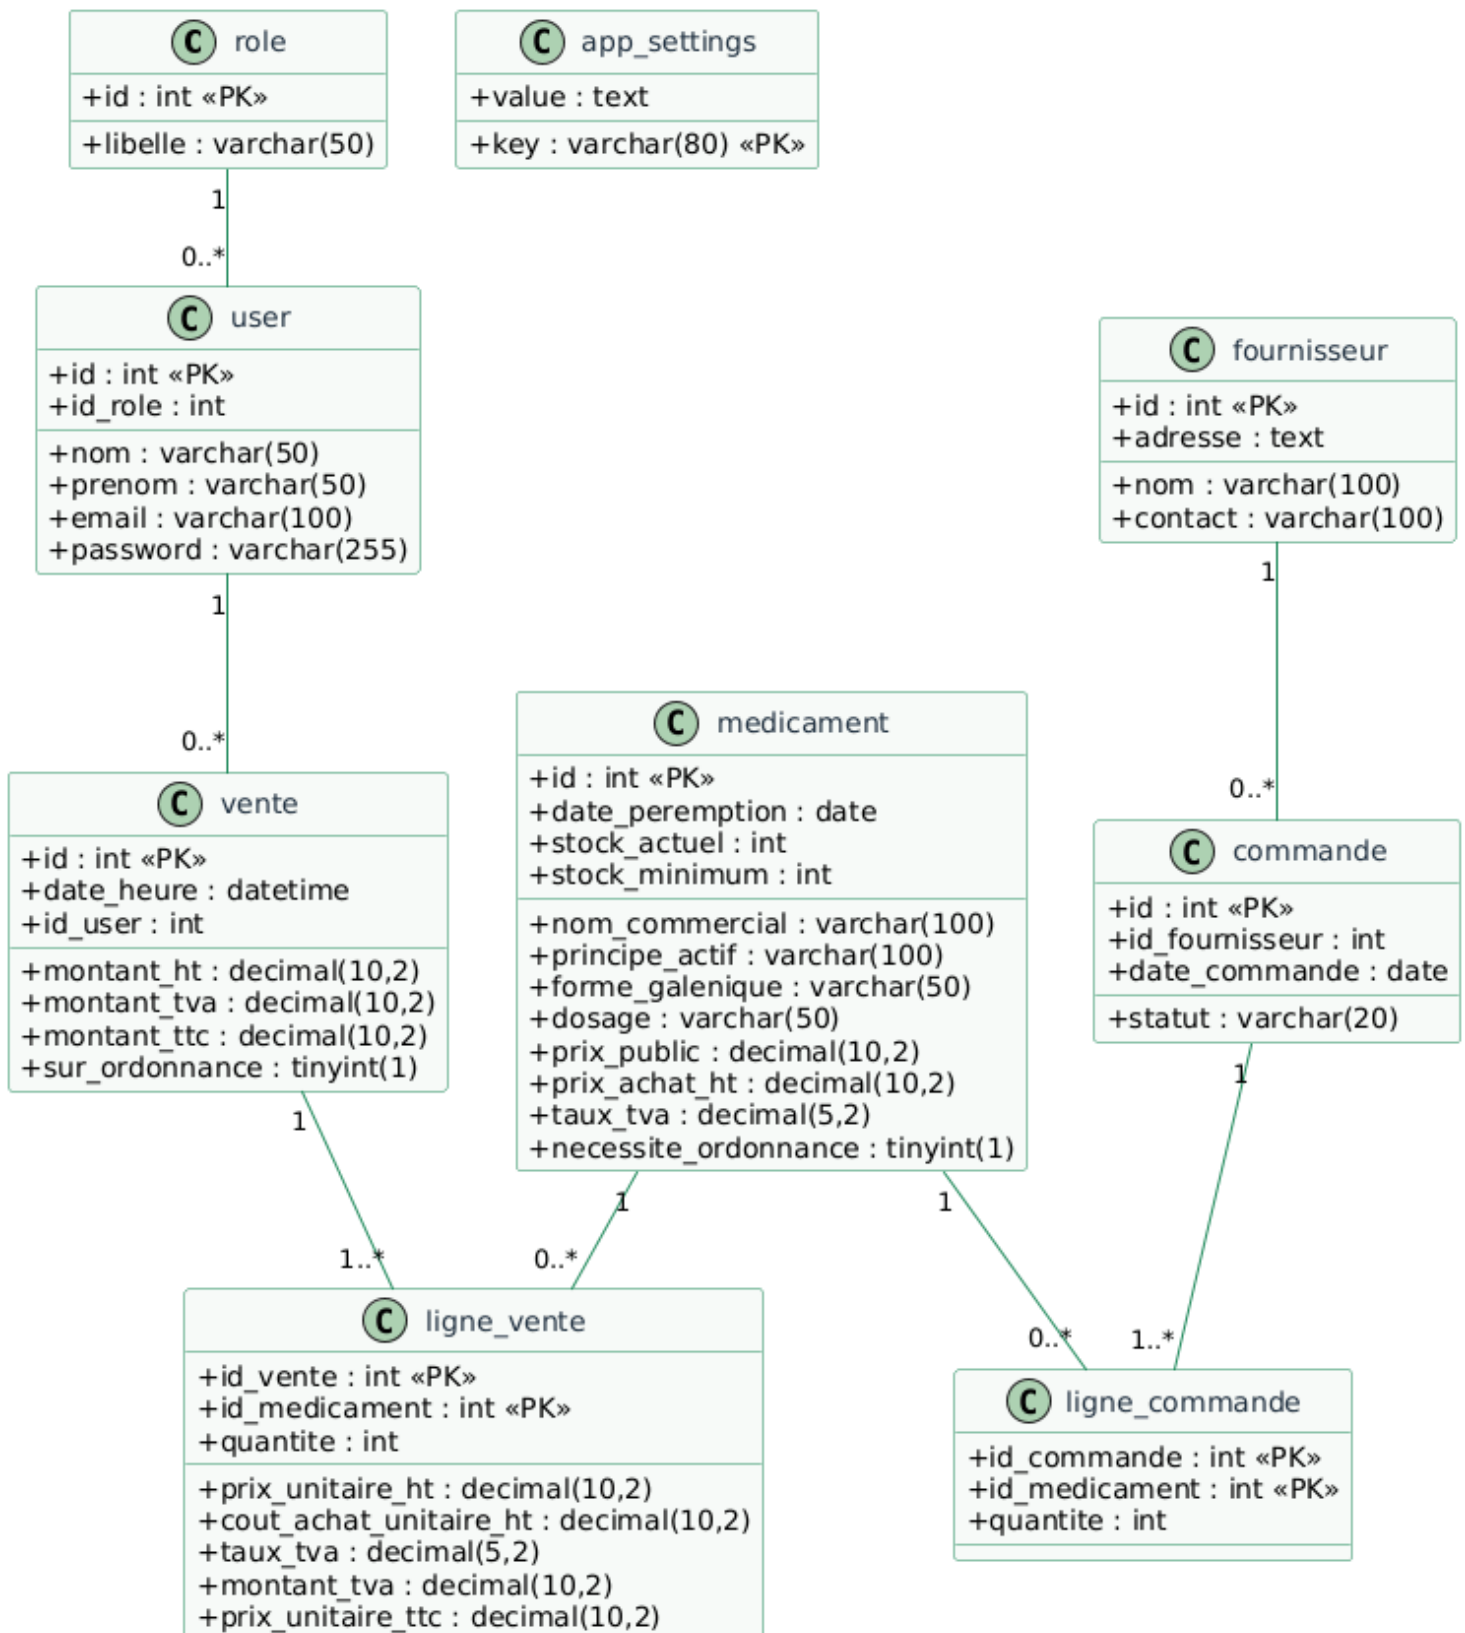 C role
+id : int «PK»
+libelle : varchar(50)
C app_settings
+value : text
+key : varchar(80) «PK»
1
0..*
C user
+id : int «PK»
+id_role : int
+nom : varchar(50)
+prenom : varchar(50)
+email : varchar(100)
+password : varchar(255)
C fournisseur
+id : int «PK»
+adresse : text
+nom : varchar(100)
+contact : varchar(100)
1
0..*
1
0..*
C vente
+id : int «PK»
+date_heure : datetime
+id_user : int
+montant_ht : decimal(10,2)
+montant_tva : decimal(10,2)
+montant_ttc : decimal(10,2)
+sur_ordonnance : tinyint(1)
C medicament
+id : int «PK»
+date_peremption : date
+stock_actuel : int
+stock_minimum : int
+nom_commercial : varchar(100)
+principe_actif : varchar(100)
+forme_galenique : varchar(50)
+dosage : varchar(50)
+prix_public : decimal(10,2)
+prix_achat_ht : decimal(10,2)
+taux_tva : decimal(5,2)
+necessite_ordonnance : tinyint(1)
C commande
+id : int «PK»
+id_fournisseur : int
+date_commande : date
+statut : varchar(20)
1
1..*
1
0..*
1
0..*
1
1..*
C ligne_vente
+id_vente : int «PK»
+id_medicament : int «PK»
+quantite : int
+prix_unitaire_ht : decimal(10,2)
+cout_achat_unitaire_ht : decimal(10,2)
+taux_tva : decimal(5,2)
+montant_tva : decimal(10,2)
+prix_unitaire_ttc : decimal(10,2)
C ligne_commande
+id_commande : int «PK»
+id_medicament : int «PK»
+quantite : int